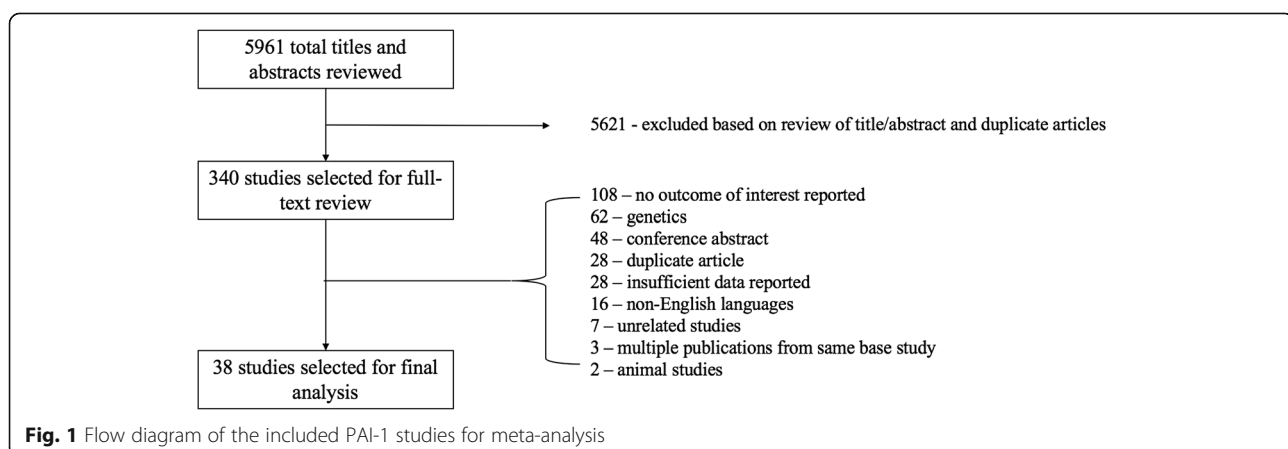 5961 total titles and
abstracts reviewed
5621 - excluded based on review of title/abstract and duplicate articles
340 studies selected for full-
text review
108 – no outcome of interest reported
62 – genetics
48 – conference abstract
28 – duplicate article
28 – insufficient data reported
16 – non-English languages
7 – unrelated studies
3 – multiple publications from same base study
2 – animal studies
38 studies selected for final
analysis
Fig. 1 Flow diagram of the included PAI-1 studies for meta-analysis